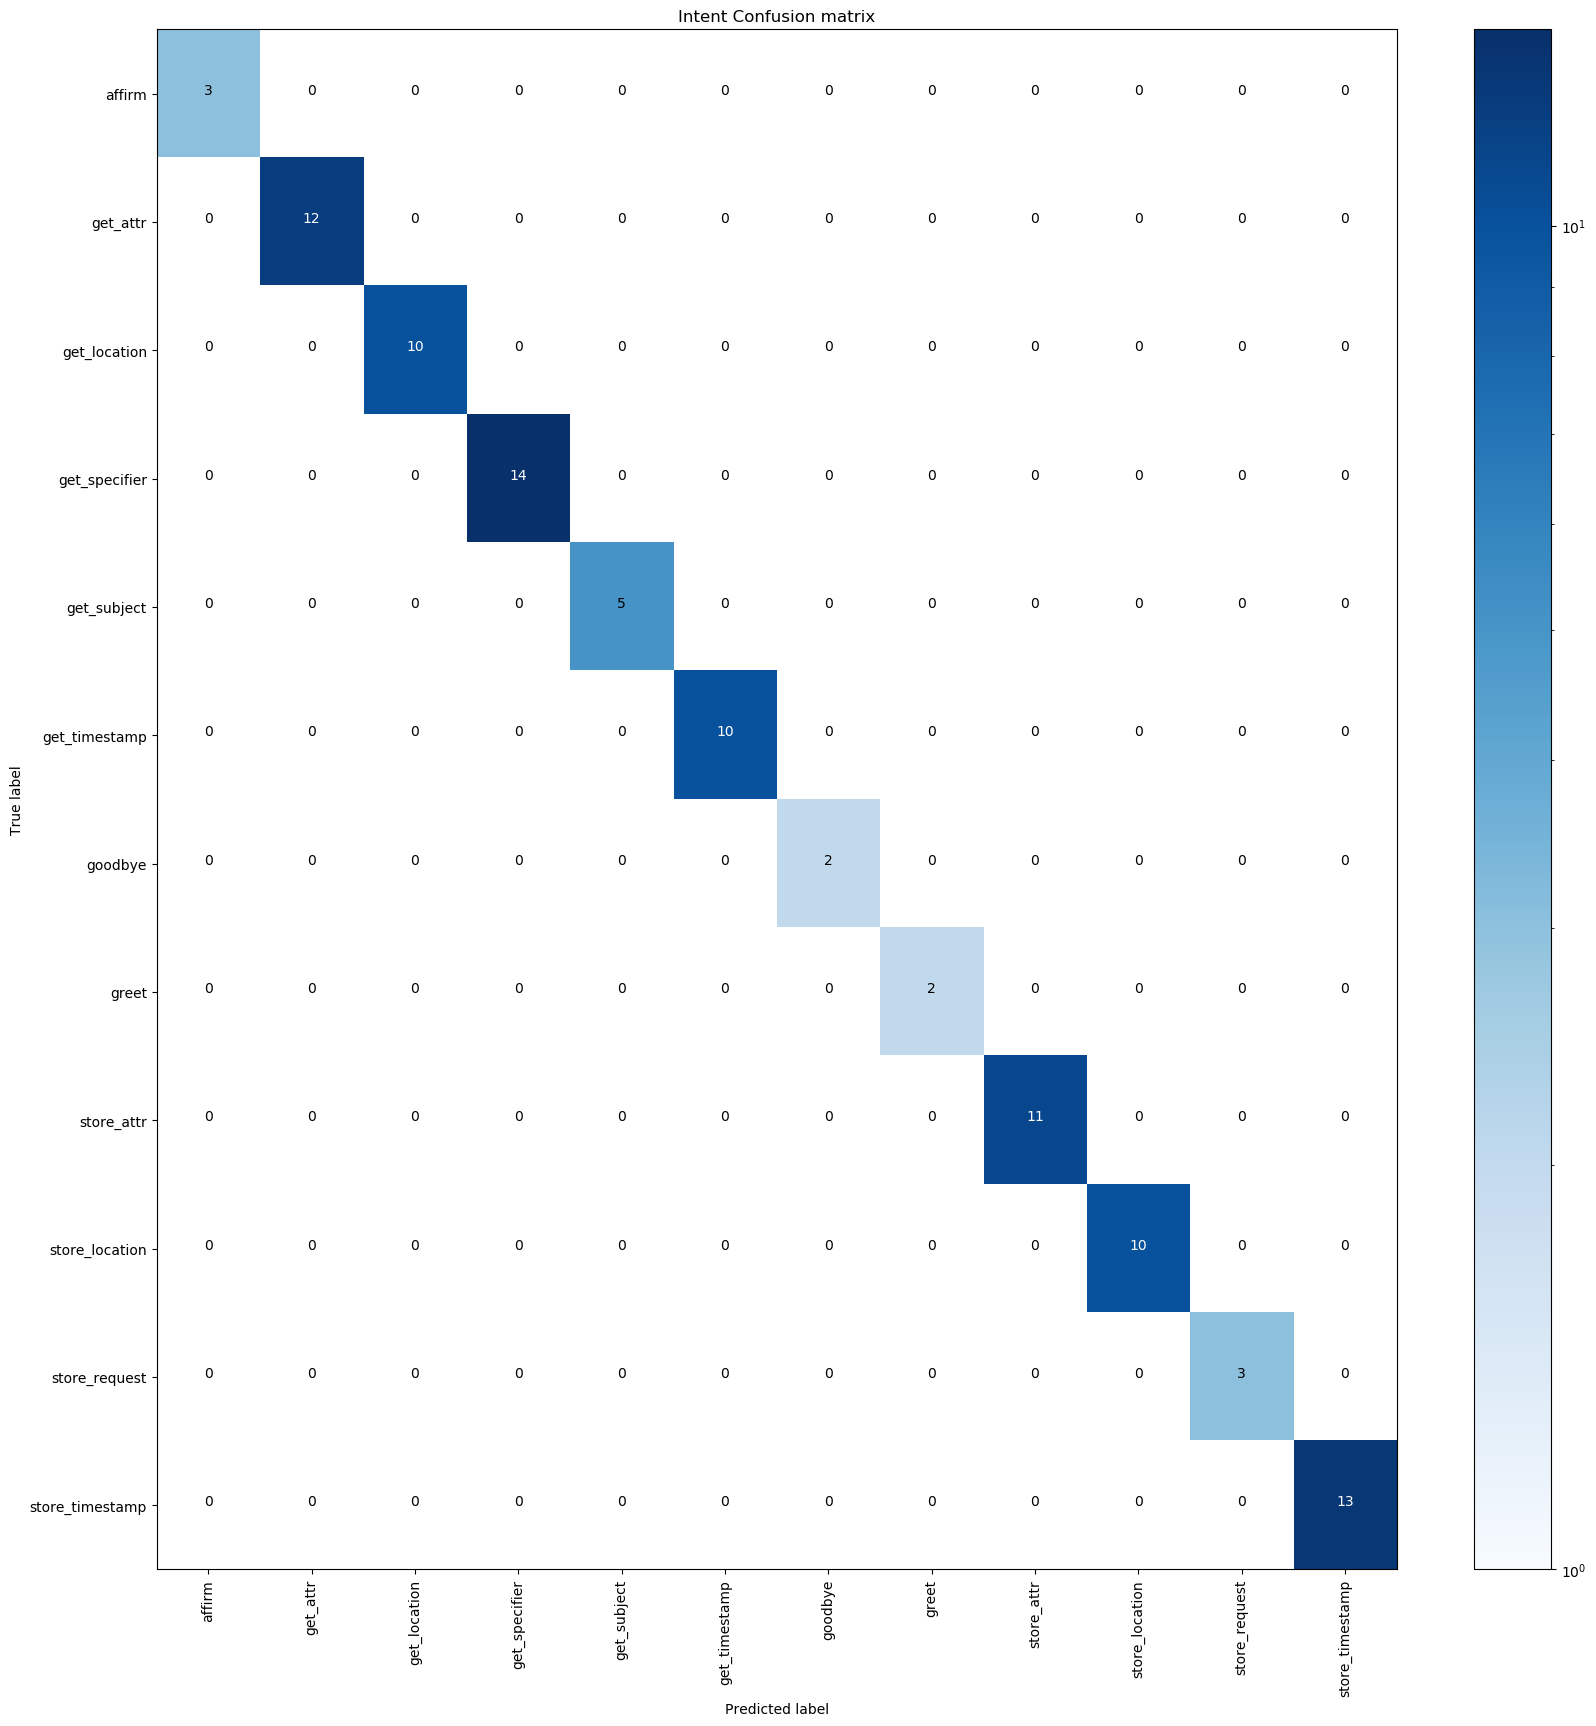 Intent Confusion matrix
affirm 3 0 0 0 0 0 0 0 0 0 0 0
get_attr 0 12 0 0 0 0 0 0 0 0 0 0
10¹
get_location 0 0 10 0 0 0 0 0 0 0 0 0
get_specifier 0 0 0 14 0 0 0 0 0 0 0 0
get_subject 0 0 0 0 5 0 0 0 0 0 0 0
get_timestamp 0 0 0 0 0 10 0 0 0 0 0 0
True label
goodbye 0 0 0 0 0 0 2 0 0 0 0 0
greet 0 0 0 0 0 0 0 2 0 0 0 0
store_attr 0 0 0 0 0 0 0 0 11 0 0 0
store_location 0 0 0 0 0 0 0 0 0 10 0 0
store_request 0 0 0 0 0 0 0 0 0 0 3 0
store_timestamp 0 0 0 0 0 0 0 0 0 0 0 13
10⁰
affirm
get_attr
get_location
get_specifier
get_subject
get_timestamp
goodbye
greet
store_attr
store_location
store_request
store_timestamp
Predicted label